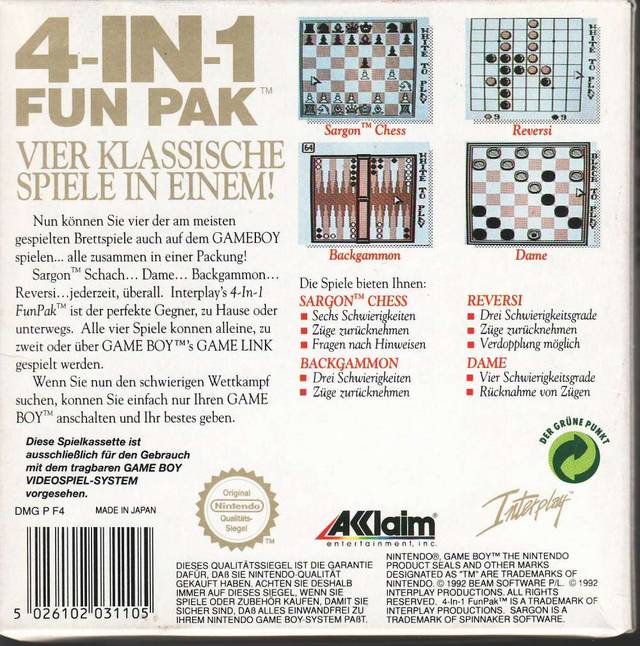 4-IN-1
FUN PAK™
VIER KLASSISCHE
SPIELE IN EINEM!
Nun können Sie vier der am meisten
gespielten Brettspiele auch auf dem GAMEBOY
spielen... alle zusammen in einer Packung!
Sargon™ Schach... Dame... Backgammon...
Reversi...jederzeit, überall. Interplay's 4-In-1
FunPak™ ist der perfekte Gegner, zu Hause oder
unterwegs. Alle vier Spiele konnen alleine, zu
zweit oder über GAME BOY™'s GAME LINK
gespielt werden.
Wenn Sie nun den schwierigen Wettkampf
suchen, konnen Sie einfach nur Ihren GAME
BOY™ anschalten und Ihr bestes geben.
Diese Spielkassette ist
ausschließlich für den Gebrauch
mit dem tragbaren GAME BOY
VIDEOSPIEL-SYSTEM
vorgesehen.
DMG P F4 MADE IN JAPAN
5 026102 031105
WHITE TO PLAY
Sargon™ Chess
WHITE TO PLAY
9 9
Reversi
64
WHITE TO PLAY
Backgammon
BLACK TO PLAY
Dame
Die Spiele bieten Ihnen:
SARGON™ CHESS
Sechs Schwierigkeiten
Züge zurücknehmen
Fragen nach Hinweisen
BACKGAMMON
Drei Schwierigkeiten
Züge zurücknehmen
REVERSI
Drei Schwierigkeitsgrade
Züge zurücknehmen
Verdopplung möglich
DAME
Vier Schwierigkeitsgrade
Rücknahme von Zügen
DER GRÜNE PUNKT
Original
Nintendo
Qualitäts-
Siegel
TM
AKKlaim®
entertainment, inc.
Interplay™
DIESES QUALITÄTSSIEGEL IST DIE GARANTIE
DAFÜR, DAß SIE NINTENDO-QUALITÄT
GEKAUFT HABEN. ACHTEN SIE DESHALB
IMMER AUF DIESES SIEGEL, WENN SIE
SPIELE ODER ZUBEHÖR KAUFEN, DAMIT SIE
SICHER SIND, DAß ALLES EINWANDFREI ZU
IHREM NINTENDO GAME BOY-SYSTEM PAßT.
NINTENDO®, GAME BOY™ THE NINTENDO
PRODUCT SEALS AND OTHER MARKS
DESIGNATED AS "TM" ARE TRADEMARKS OF
NINTENDO. © 1992 BEAM SOFTWARE P/L. © 1992
INTERPLAY PRODUCTIONS. ALL RIGHTS
RESERVED. 4-In-1 FunPak™ IS A TRADEMARK OF
INTERPLAY PRODUCTIONS. SARGON IS A
TRADEMARK OF SPINNAKER SOFTWARE.